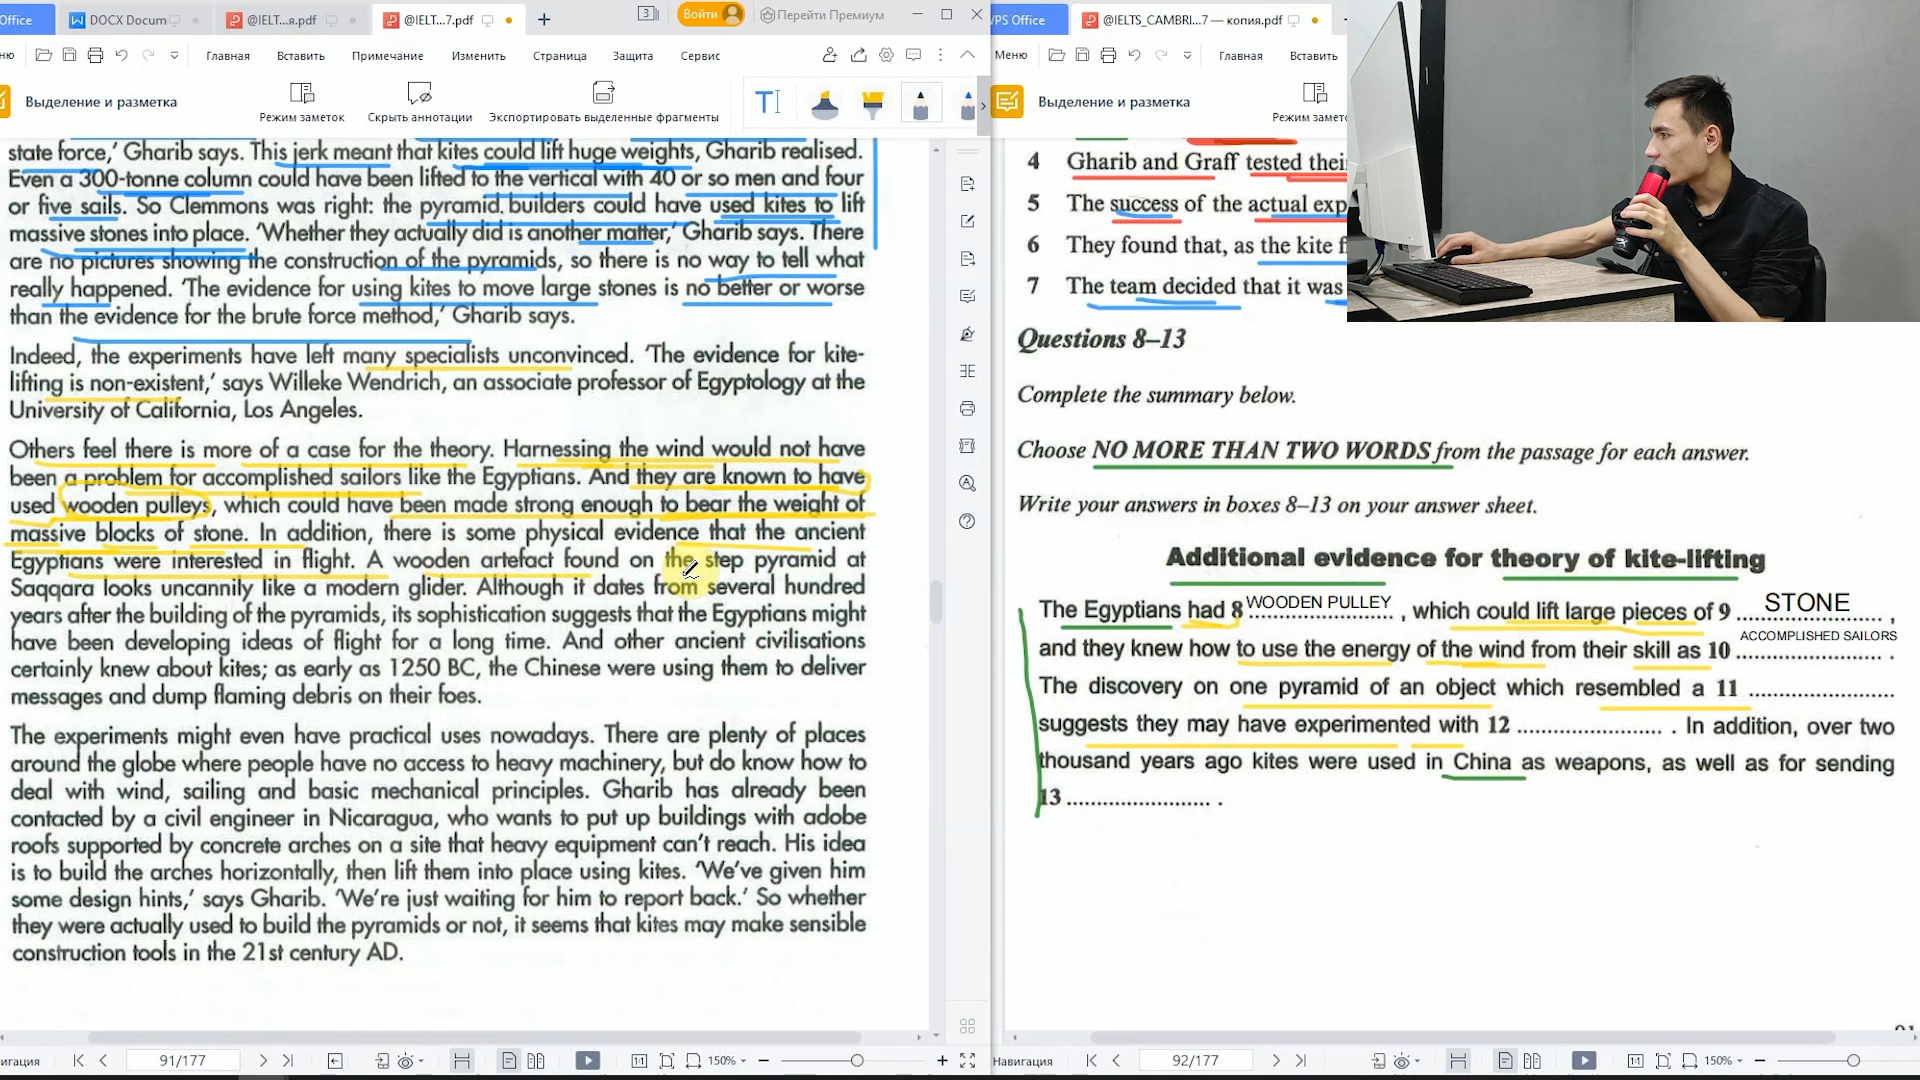 Office
DOCX Docum
@IELT...я.pdf
@IELT...7.pdf
3
Войти
Перейти Премиум
ню
Главная
Вставить
Примечание
Изменить
Страница
Защита
Сервис
Выделение и разметка
Режим заметок
Скрыть аннотации
Экспортировать выделенные фрагменты
state force,' Gharib says. This jerk meant that kites could lift huge weights, Gharib realised.
Even a 300-tonne column could have been lifted to the vertical with 40 or so men and four
or five sails. So Clemmons was right: the pyramid. builders could have used kites to lift
massive stones into place. 'Whether they actually did is another matter,' Gharib says. There
are no pictures showing the construction of the pyramids, so there is no way to tell what
really happened. 'The evidence for using kites to move large stones is no better or worse
than the evidence for the brute force method,' Gharib says.
Indeed, the experiments have left many specialists unconvinced. 'The evidence for kite-
lifting is non-existent,' says Willeke Wendrich, an associate professor of Egyptology at the
University of California, Los Angeles.
Others feel there is more of a case for the theory. Harnessing the wind would not have
been a problem for accomplished sailors like the Egyptians. And they are known to have
used wooden pulleys, which could have been made strong enough to bear the weight of
massive blocks of stone. In addition, there is some physical evidence that the ancient
Egyptians were interested in flight. A wooden artefact found on the step pyramid at
Saqqara looks uncannily like a modern glider. Although it dates from several hundred
years after the building of the pyramids, its sophistication suggests that the Egyptians might
have been developing ideas of flight for a long time. And other ancient civilisations
certainly knew about kites; as early as 1250 BC, the Chinese were using them to deliver
messages and dump flaming debris on their foes.
The experiments might even have practical uses nowadays. There are plenty of places
around the globe where people have no access to heavy machinery, but do know how to
deal with wind, sailing and basic mechanical principles. Gharib has already been
contacted by a civil engineer in Nicaragua, who wants to put up buildings with adobe
roofs supported by concrete arches on a site that heavy equipment can't reach. His idea
is to build the arches horizontally, then lift them into place using kites. 'We've given him
some design hints,' says Gharib. 'We're just waiting for him to report back.' So whether
they were actually used to build the pyramids or not, it seems that kites may make sensible
construction tools in the 21st century AD.
игация
91/177
150%
PS Office
@IELTS_CAMBRI...7 — копия.pdf
Меню
Главная
Вставить
Выделение и разметка
Режим замето
4 Gharib and Graff tested thei
5 The success of the actual exp
6 They found that, as the kite f
7 The team decided that it was
Questions 8–13
Complete the summary below.
Choose NO MORE THAN TWO WORDS from the passage for each answer.
Write your answers in boxes 8–13 on your answer sheet.
Additional evidence for theory of kite-lifting
The Egyptians had 8 WOODEN PULLEY , which could lift large pieces of 9 STONE ,
and they knew how to use the energy of the wind from their skill as 10 ACCOMPLISHED SAILORS .
The discovery on one pyramid of an object which resembled a 11 ........................
suggests they may have experimented with 12 ........................ . In addition, over two
thousand years ago kites were used in China as weapons, as well as for sending
13 ........................ .
Навигация
92/177
150%